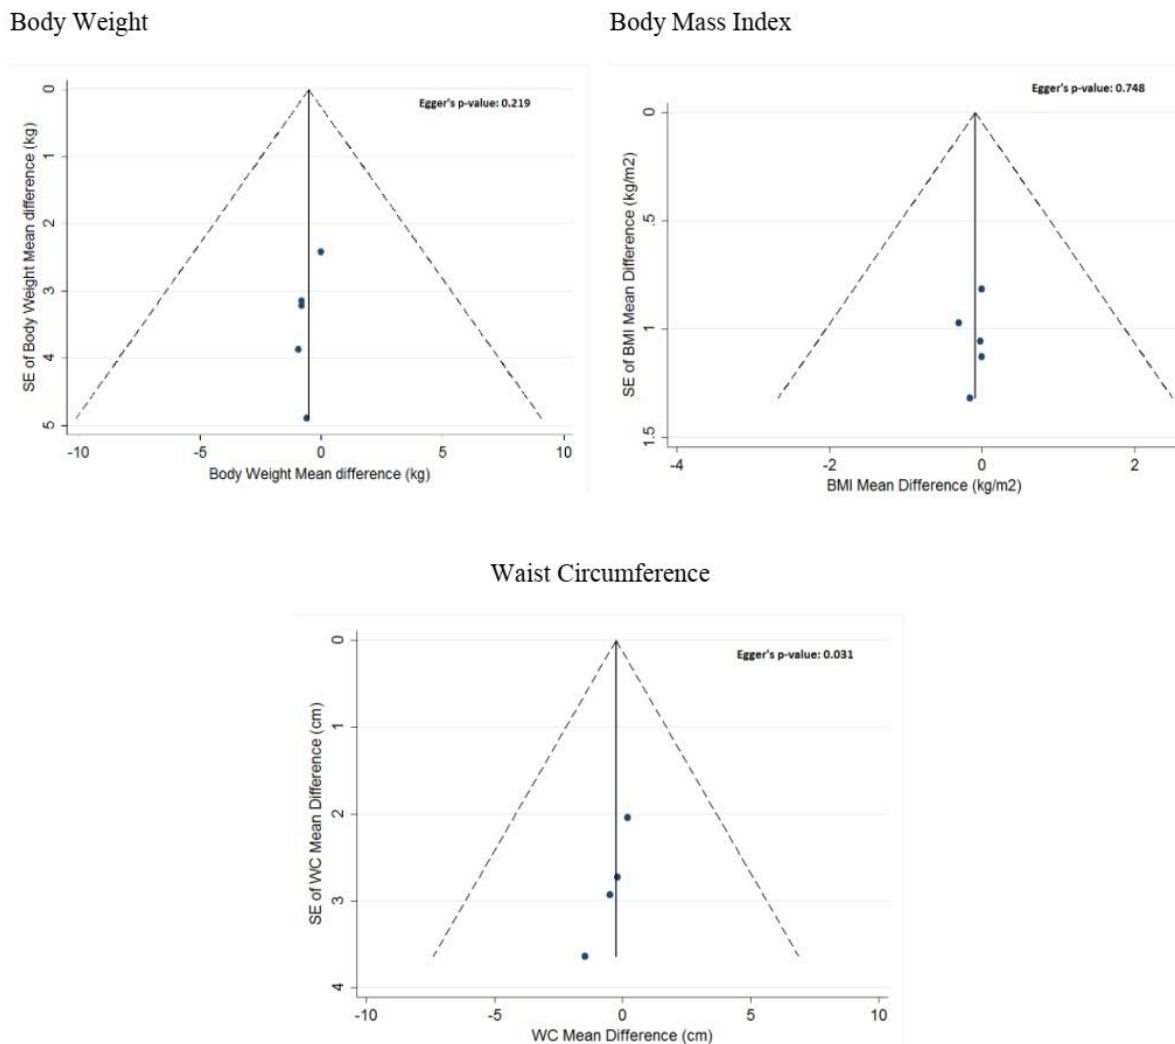 Body Weight
Egger's p-value: 0.219
SE of Body Weight Mean difference (kg)
0
1
2
3
4
5
-10
-5
0
5
10
Body Weight Mean difference (kg)
Body Mass Index
Egger's p-value: 0.748
SE of BMI Mean Difference (kg/m2)
0
.5
1
1.5
-4
-2
0
2
BMI Mean Difference (kg/m2)
Waist Circumference
Egger's p-value: 0.031
SE of WC Mean Difference (cm)
0
1
2
3
4
-10
-5
0
5
10
WC Mean Difference (cm)